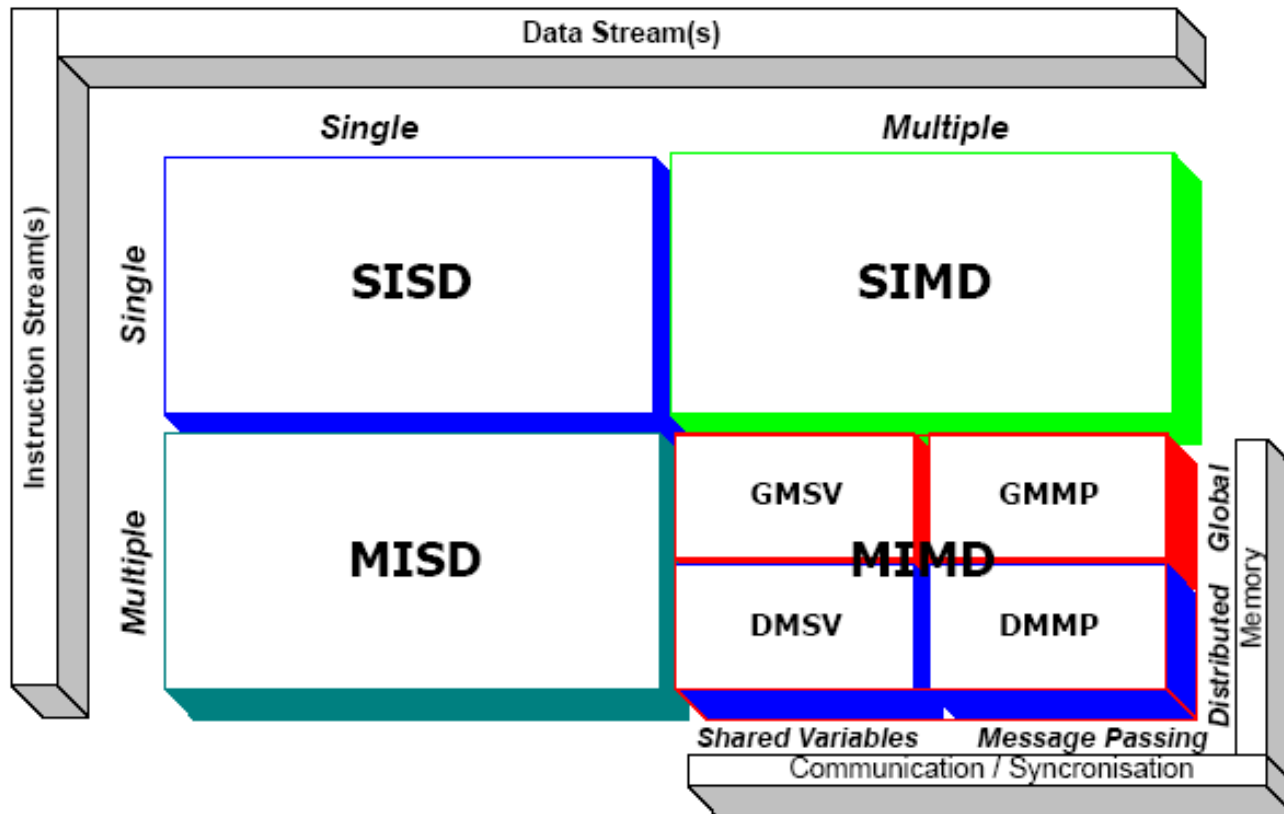 Data Stream(s)
Single
Multiple
Instruction Stream(s)
Single
SISD
SIMD
Multiple
MISD
MIMD
GMSV
GMMP
DMSV
DMMP
Global
Distributed
Memory
Shared Variables
Message Passing
Communication / Syncronisation